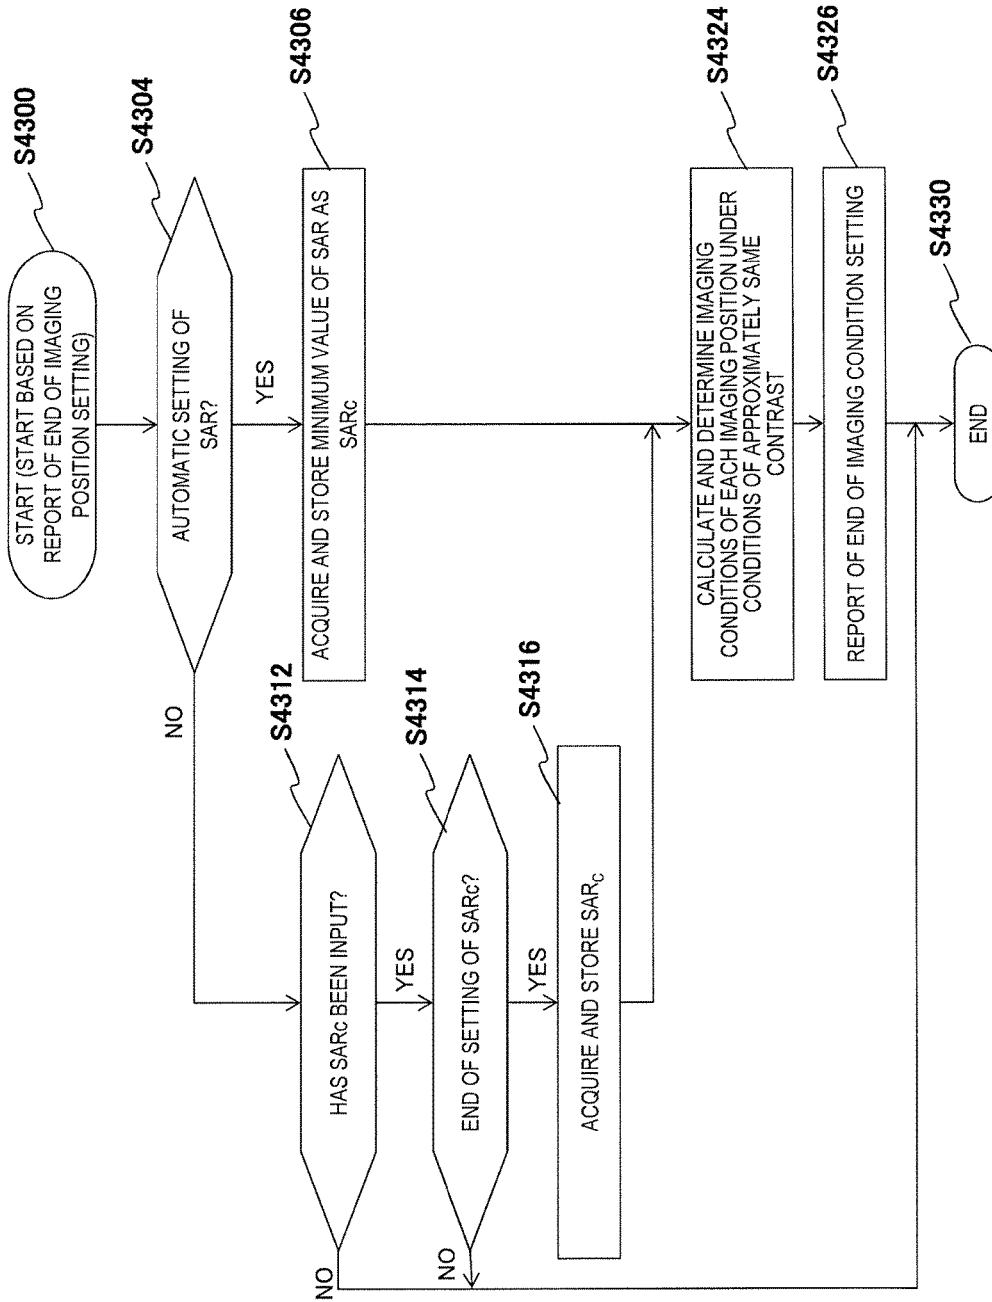 S4300
START (START BASED ON
REPORT OF END OF IMAGING
POSITION SETTING)
S4304
AUTOMATIC SETTING OF
SAR?
NO
YES
S4306
ACQUIRE AND STORE MINIMUM VALUE OF SAR AS
SARC
S4312
HAS SARC BEEN INPUT?
NO
YES
S4314
END OF SETTING OF SARC?
NO
YES
S4316
ACQUIRE AND STORE SARC
S4324
CALCULATE AND DETERMINE IMAGING
CONDITIONS OF EACH IMAGING POSITION UNDER
CONDITIONS OF APPROXIMATELY SAME
CONTRAST
S4326
REPORT OF END OF IMAGING CONDITION SETTING
S4330
END